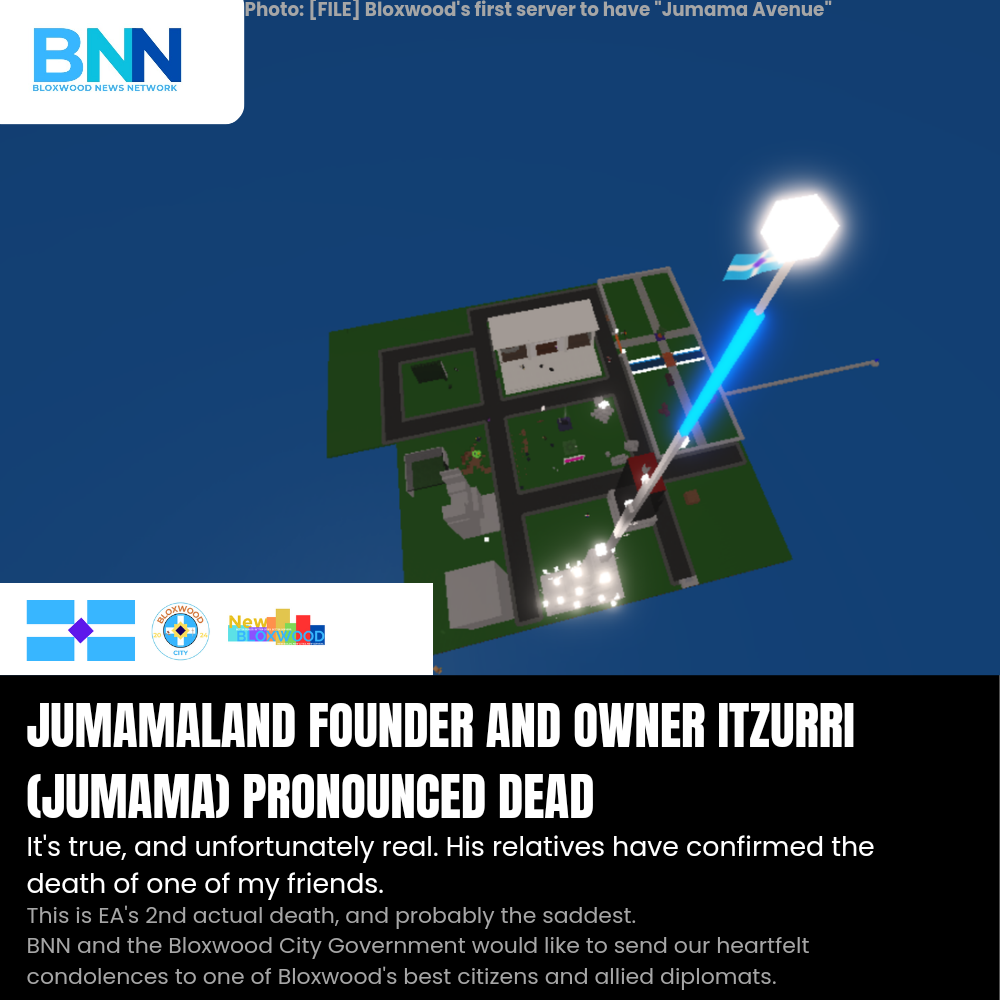 Photo: [FILE] Bloxwood's first server to have "Jumama Avenue"
BNN
BLOXWOOD NEWS NETWORK
BLOXWOOD
20 24
CITY
New
BLOXWOOD
JUMAMALAND FOUNDER AND OWNER ITZURRI
(JUMAMA) PRONOUNCED DEAD
It's true, and unfortunately real. His relatives have confirmed the
death of one of my friends.
This is EA's 2nd actual death, and probably the saddest.
BNN and the Bloxwood City Government would like to send our heartfelt
condolences to one of Bloxwood's best citizens and allied diplomats.